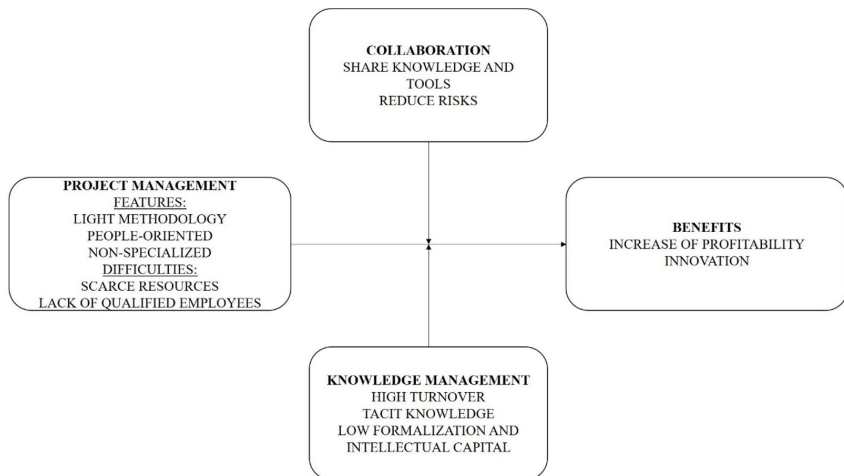 COLLABORATION
SHARE KNOWLEDGE AND
TOOLS
REDUCE RISKS
PROJECT MANAGEMENT
FEATURES:
LIGHT METHODOLOGY
PEOPLE-ORIENTED
NON-SPECIALIZED
DIFFICULTIES:
SCARCE RESOURCES
LACK OF QUALIFIED EMPLOYEES
BENEFITS
INCREASE OF PROFITABILITY
INNOVATION
KNOWLEDGE MANAGEMENT
HIGH TURNOVER
TACIT KNOWLEDGE
LOW FORMALIZATION AND
INTELLECTUAL CAPITAL